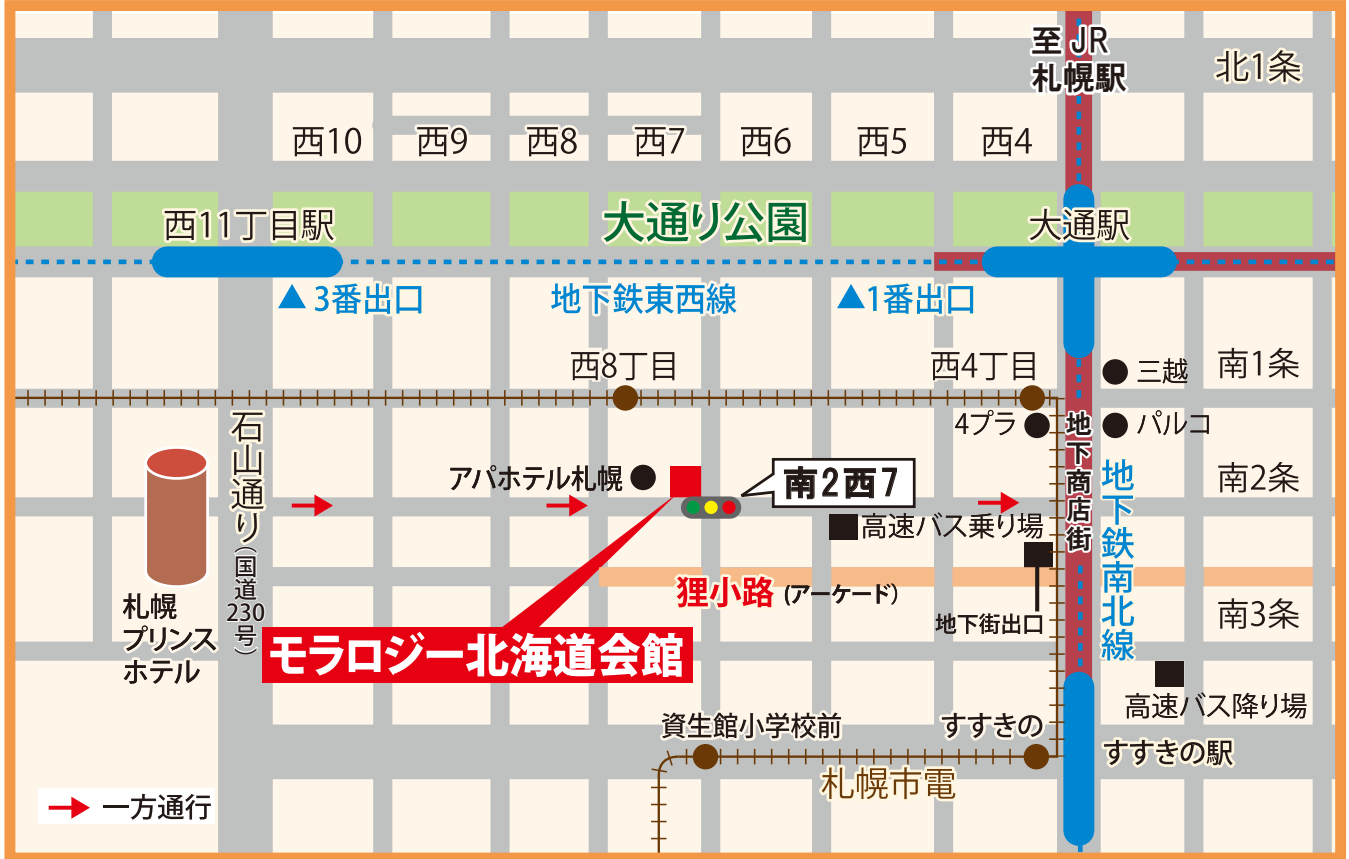 至 JR
札幌駅
北1条
西10
西9
西8
西7
西6
西5
西4
西11丁目駅
大通り公園
大通駅
▲ 3番出口
地下鉄東西線
▲1番出口
西8丁目
西4丁目
三越
南1条
4プラ
パルコ
地下商店街
石山通り
(国道230号)
アパホテル札幌
南2西7
南2条
地下鉄南北線
高速バス乗り場
狸小路 (アーケード)
地下街出口
南3条
札幌
プリンス
ホテル
モラロジー北海道会館
高速バス降り場
資生館小学校前
すすきの
すすきの駅
札幌市電
一方通行